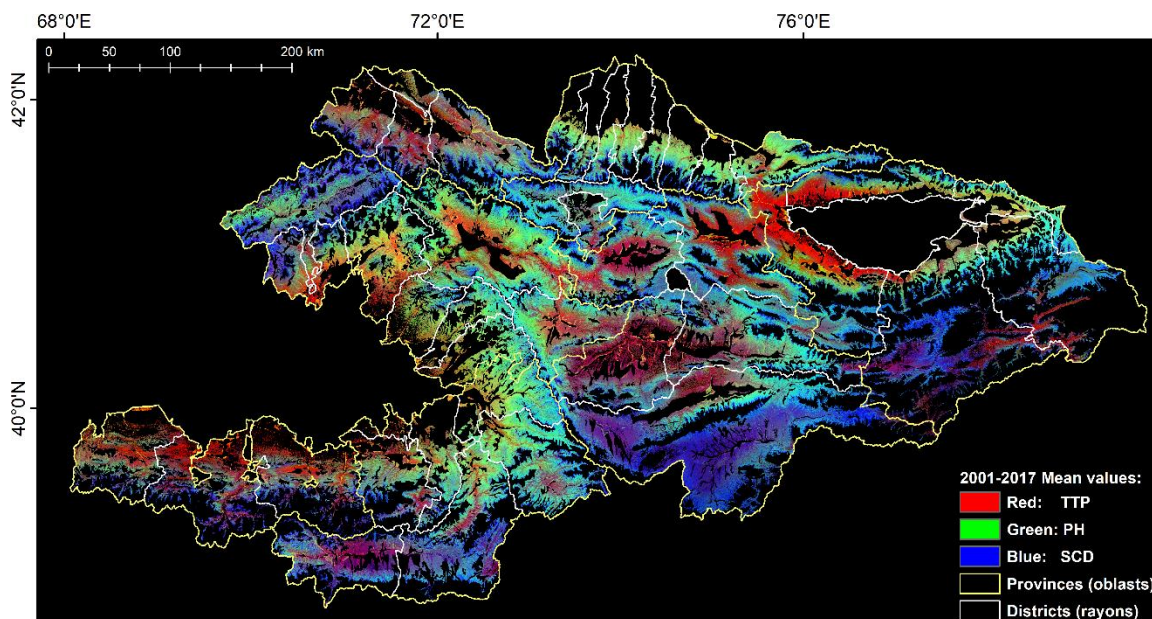 68°0'E 72°0'E 76°0'E
0 50 100 200 km
42°0'N
40°0'N
2001-2017 Mean values:
Red: TTP
Green: PH
Blue: SCD
Provinces (oblasts)
Districts (rayons)